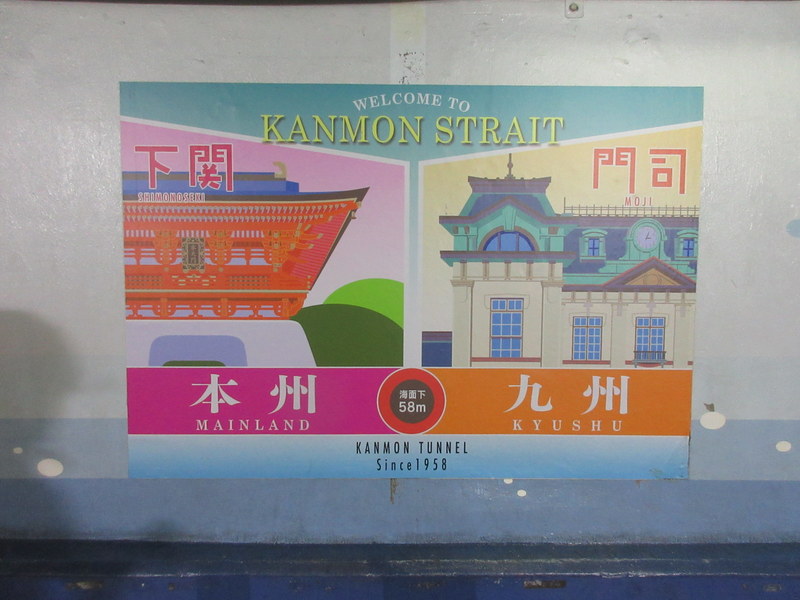 WELCOME TO
KANMON STRAIT
下関
SHIMONOSEKI
門司
MOJI
本州
MAINLAND
海面下
58m
九州
KYUSHU
KANMON TUNNEL
Since1958